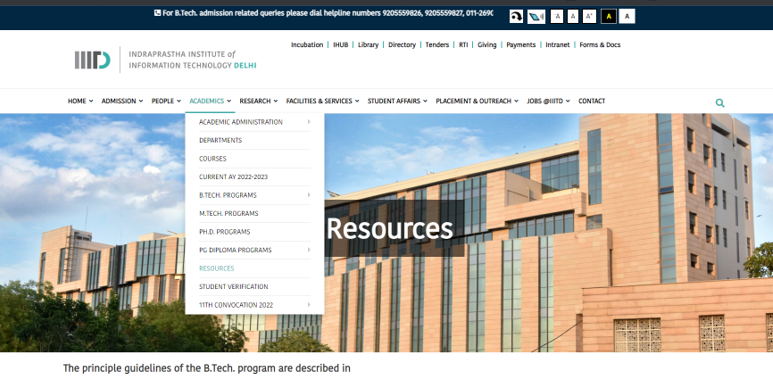 For B.Tech. admission related queries please dial helpline numbers 9205559826, 9205559827, 011-2690
-A A A+ A A
Incubation | IHUB | Library | Directory | Tenders | RTI | Giving | Payments | Intranet | Forms & Docs
IIITD
INDRAPRASTHA INSTITUTE of
INFORMATION TECHNOLOGY DELHI
HOME ADMISSION PEOPLE ACADEMICS RESEARCH FACILITIES & SERVICES STUDENT AFFAIRS PLACEMENT & OUTREACH JOBS @IIITD CONTACT
ACADEMIC ADMINISTRATION
DEPARTMENTS
COURSES
CURRENT AY 2022-2023
B.TECH. PROGRAMS
M.TECH. PROGRAMS
PH.D. PROGRAMS
PG DIPLOMA PROGRAMS
RESOURCES
STUDENT VERIFICATION
11TH CONVOCATION 2022
Resources
The principle guidelines of the B.Tech. program are described in